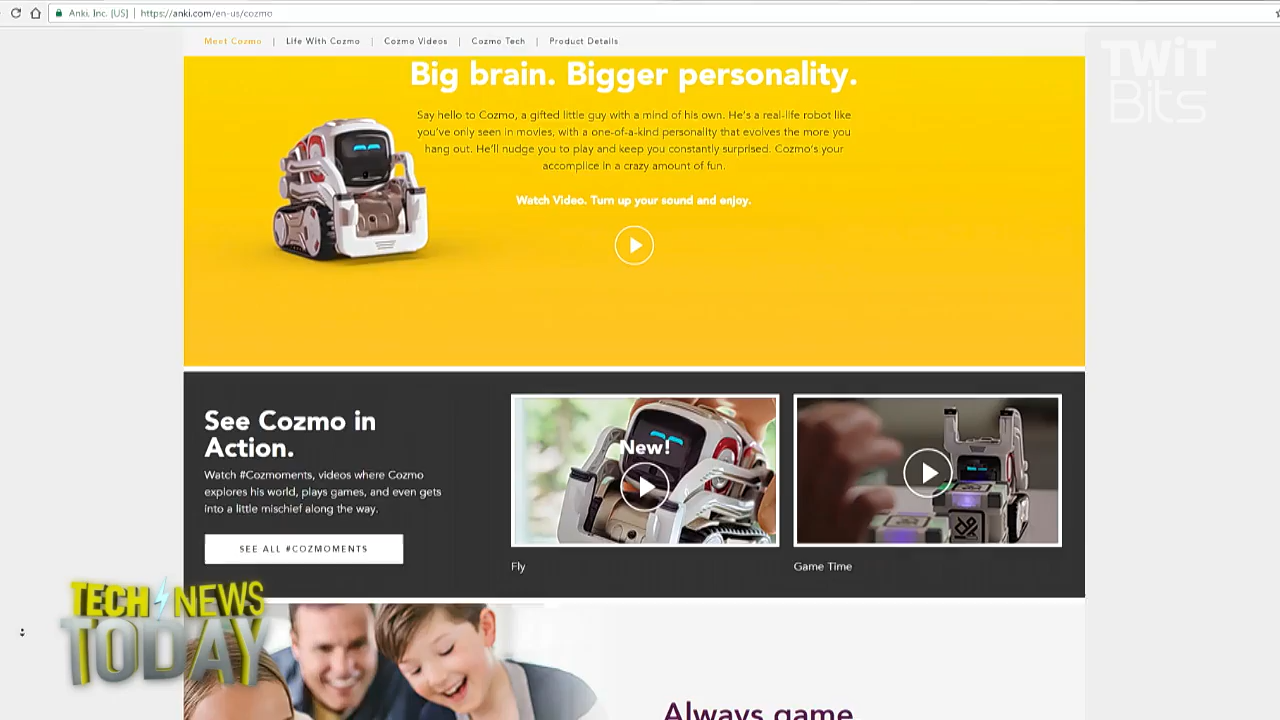 Anki, Inc. [US] | https://anki.com/en-us/cozmo
Meet Cozmo | Life With Cozmo | Cozmo Videos | Cozmo Tech | Product Details
TWiT
Bits
Big brain. Bigger personality.
Say hello to Cozmo, a gifted little guy with a mind of his own. He's a real-life robot like
you've only seen in movies, with a one-of-a-kind personality that evolves the more you
hang out. He'll nudge you to play and keep you constantly surprised. Cozmo's your
accomplice in a crazy amount of fun.
Watch Video. Turn up your sound and enjoy.
See Cozmo in
Action.
Watch #Cozmoments, videos where Cozmo
explores his world, plays games, and even gets
into a little mischief along the way.
SEE ALL #COZMOMENTS
New!
Fly
Game Time
TECH NEWS
TODAY
Always game